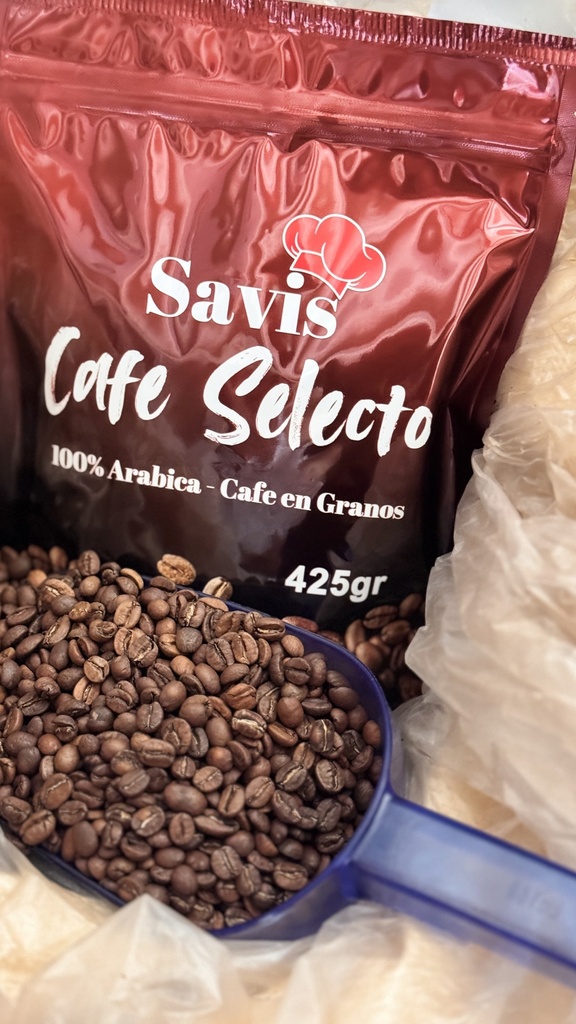 Savis
Cafe Selecto
100% Arabica - Cafe en Granos
425gr